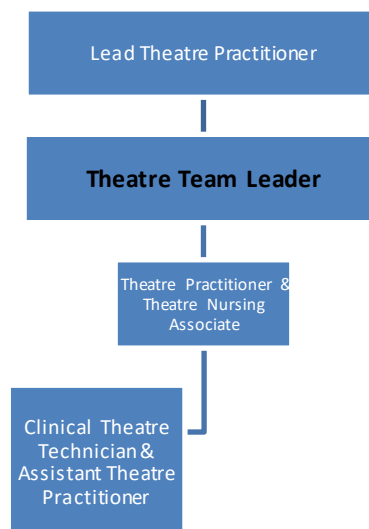 Lead Theatre Practitioner
Theatre Team Leader
Theatre Practitioner &
Theatre Nursing
Associate
Clinical Theatre
Technician &
Assistant Theatre
Practitioner